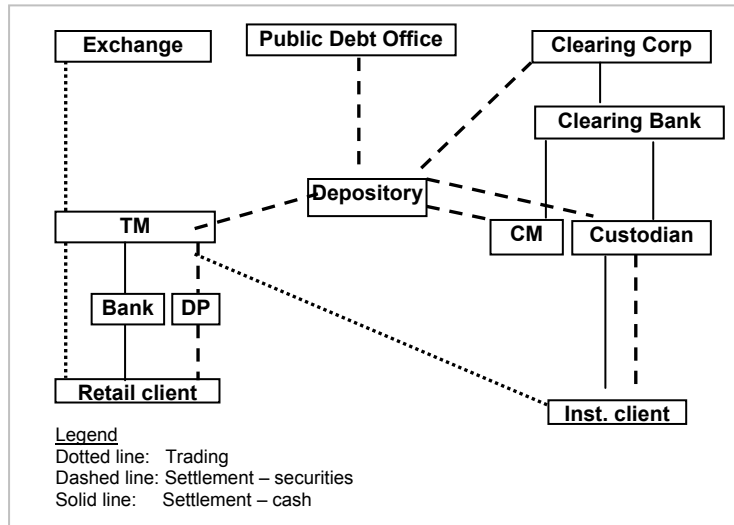 Exchange
Public Debt Office
Clearing Corp
Clearing Bank
Depository
TM
CM
Custodian
Bank
DP
Retail client
Inst. client
Legend
Dotted line: Trading
Dashed line: Settlement – securities
Solid line: Settlement – cash